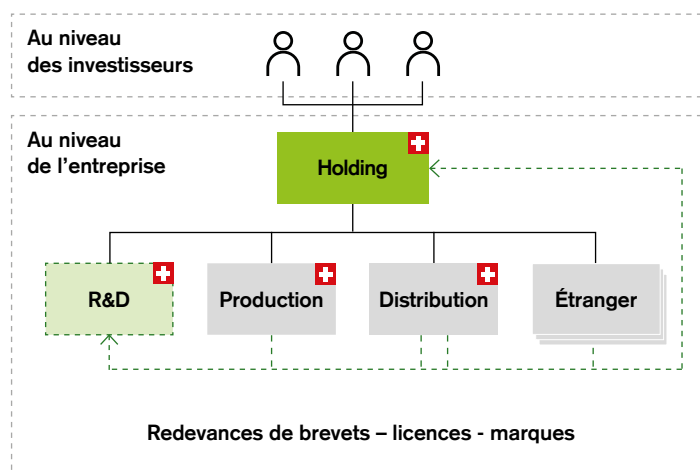 Au niveau
des investisseurs
Au niveau
de l’entreprise
Holding
R&D
Production
Distribution
Étranger
Redevances de brevets – licences - marques